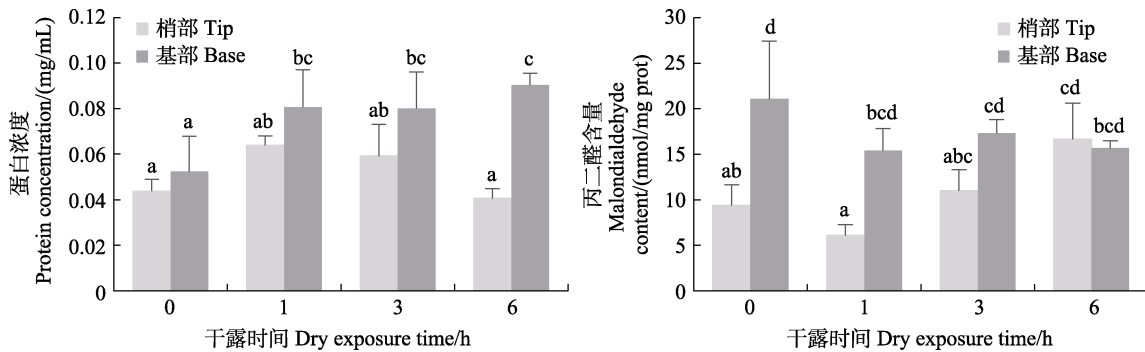 蛋白浓度
Protein concentration/(mg/mL)
0.12
0.10
0.08
0.06
0.04
0.02
0
梢部 Tip
基部 Base
a
a
ab
bc
ab
bc
a
c
0
1
3
6
干露时间 Dry exposure time/h
丙二醛含量
Malondialdehyde
content/(nmol/mg prot)
30
25
20
15
10
5
0
梢部 Tip
基部 Base
ab
d
a
bcd
abc
cd
cd
bcd
0
1
3
6
干露时间 Dry exposure time/h